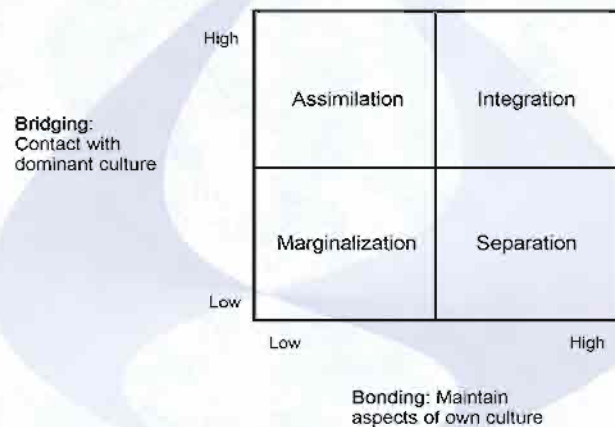 High
Assimilation Integration
Bridging:
Contact with
dominant culture
Marginalization Separation
Low
Low High
Bonding: Maintain
aspects of own culture